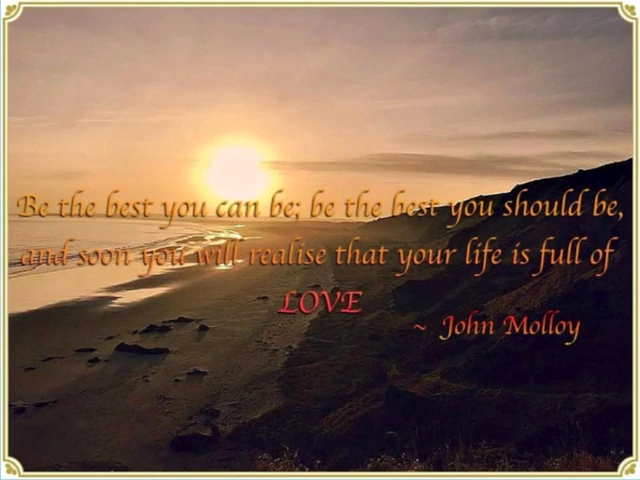 Be the best you can be; be the best you should be,
and soon you will realise that your life is full of
LOVE
~ John Molloy